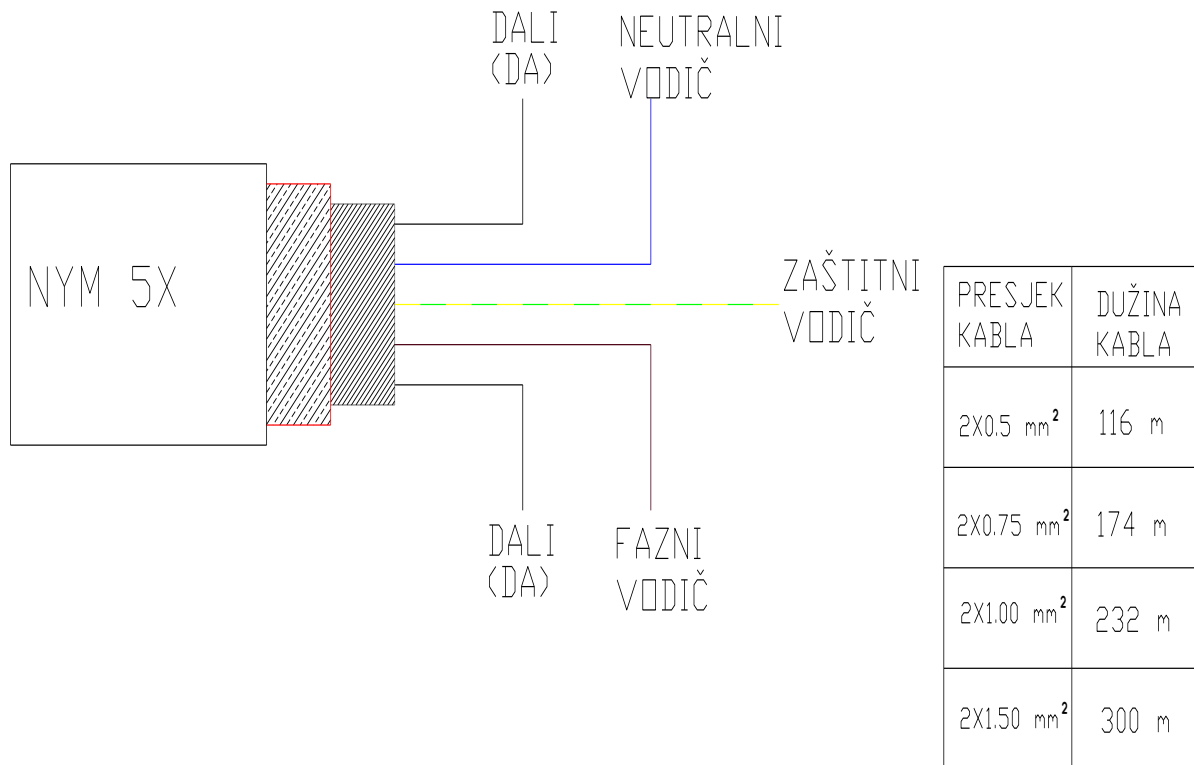 DALI
(DA)
NEUTRALNI
VODIČ
NYM 5X
ZAŠTITNI
VODIČ
DALI
(DA)
FAZNI
VODIČ
PRESJEK
KABLA
DUŽINA
KABLA
2X0.5 mm²
116 m
2X0.75 mm²
174 m
2X1.00 mm²
232 m
2X1.50 mm²
300 m